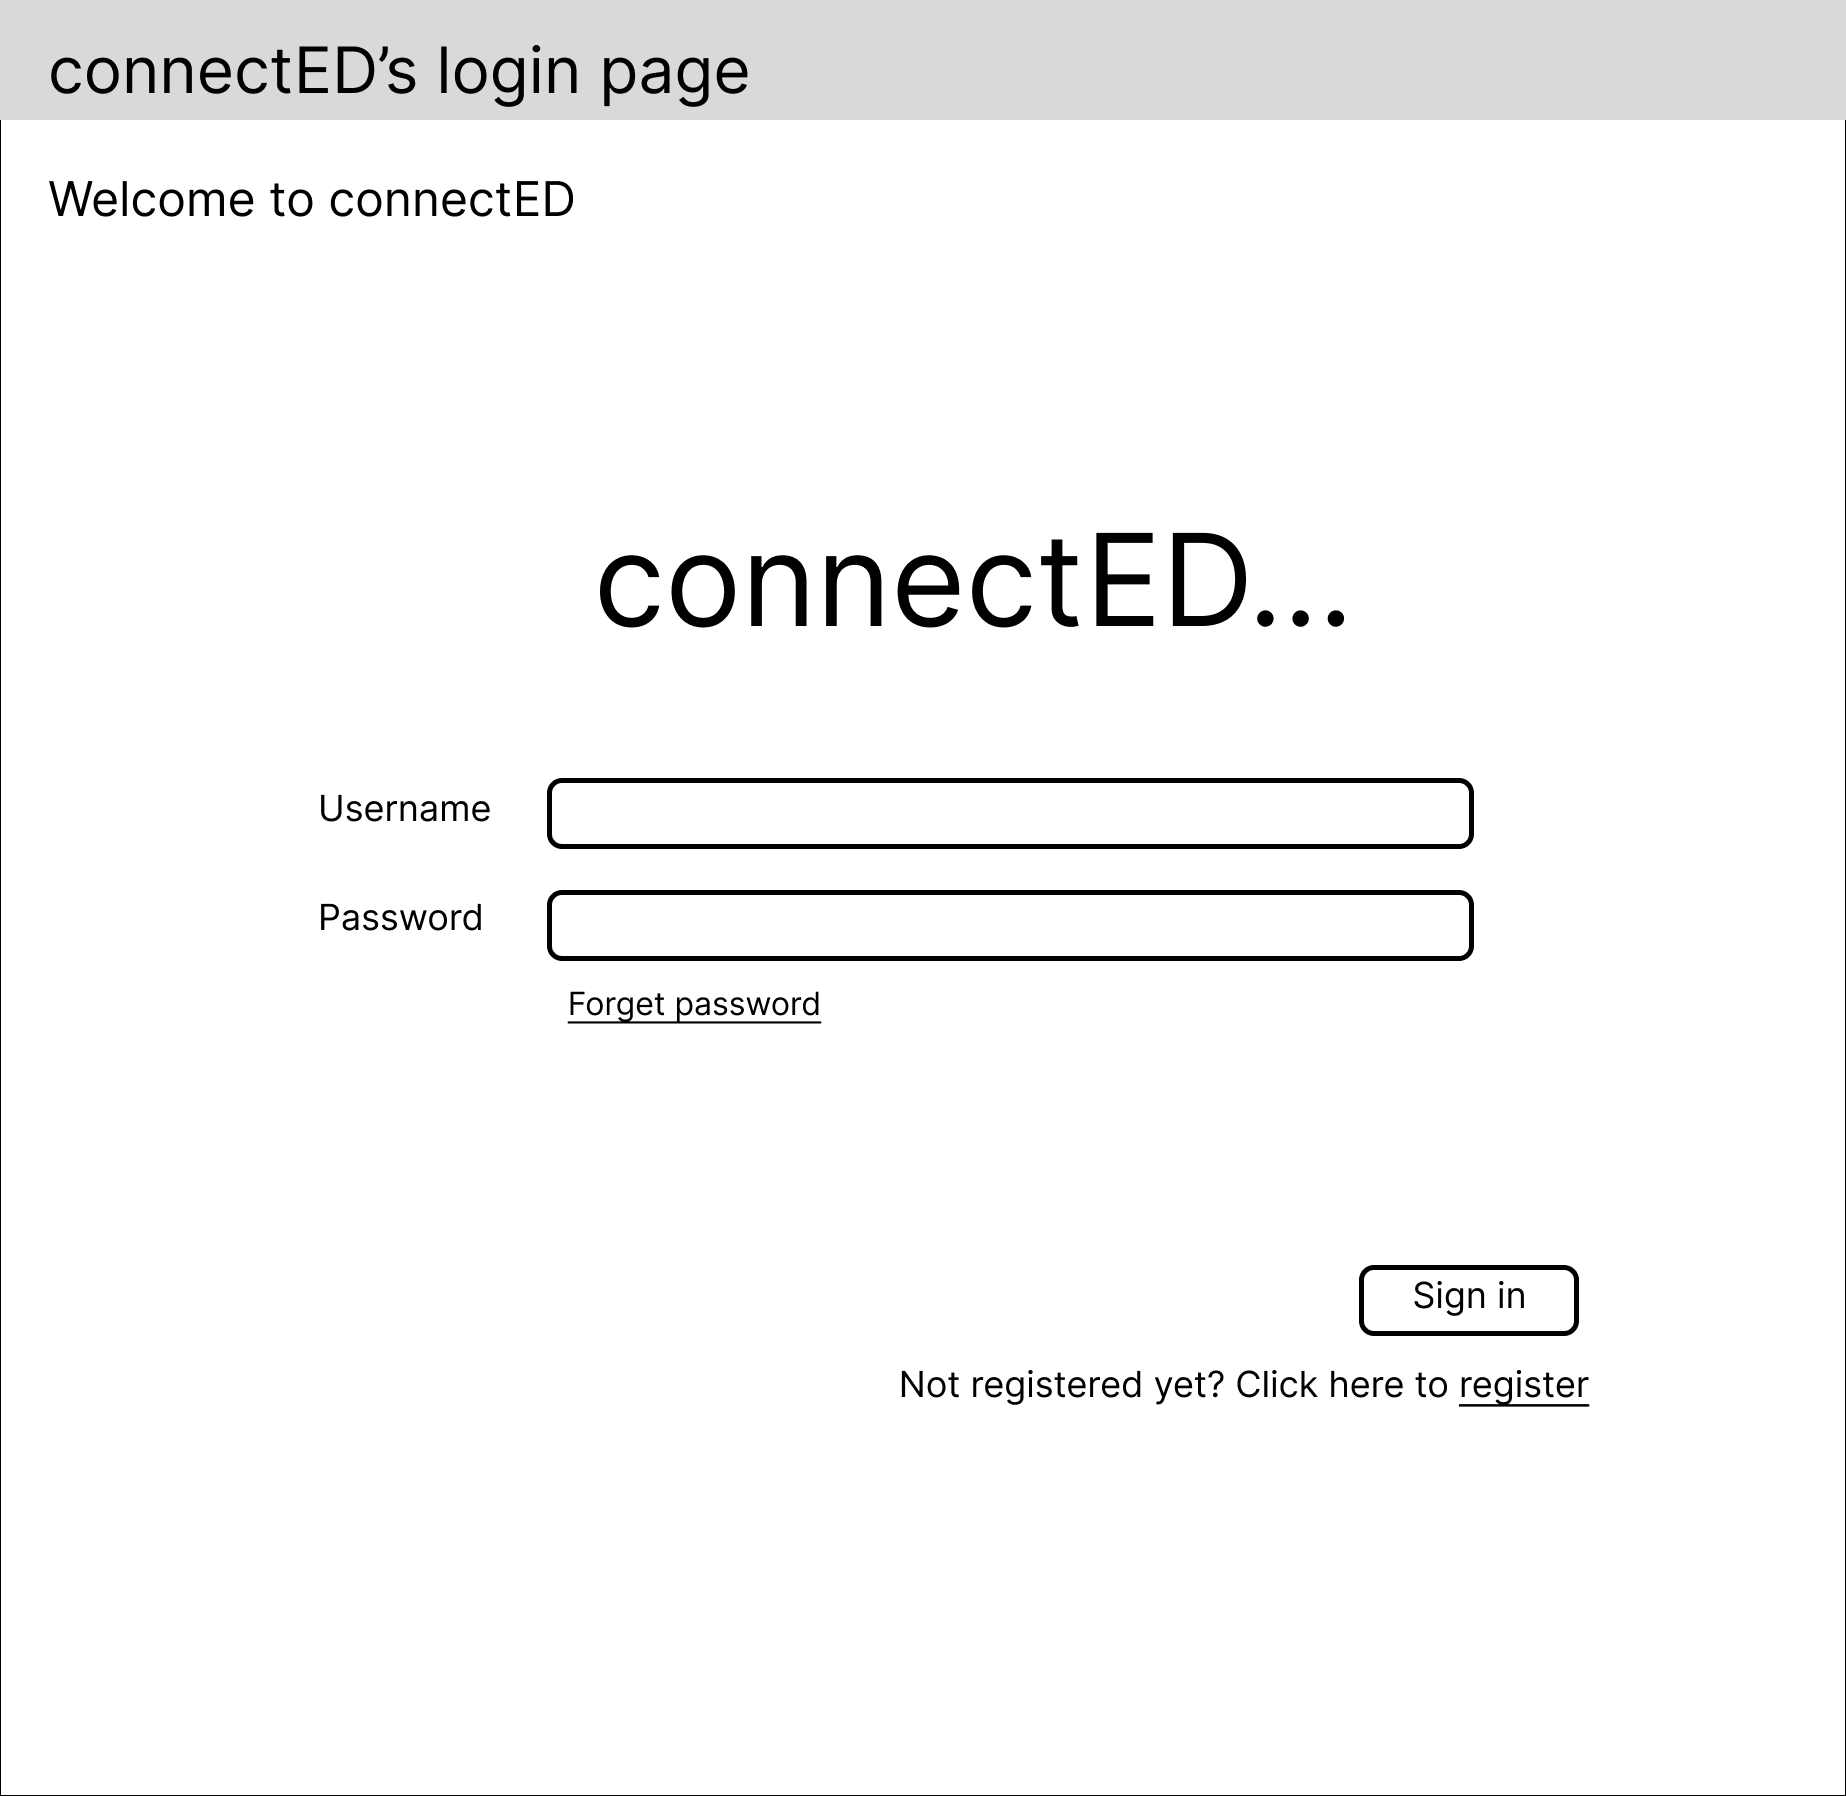 connectED’s login page
Welcome to connectED
connectED...
Username
Password
Forget password
Sign in
Not registered yet? Click here to register